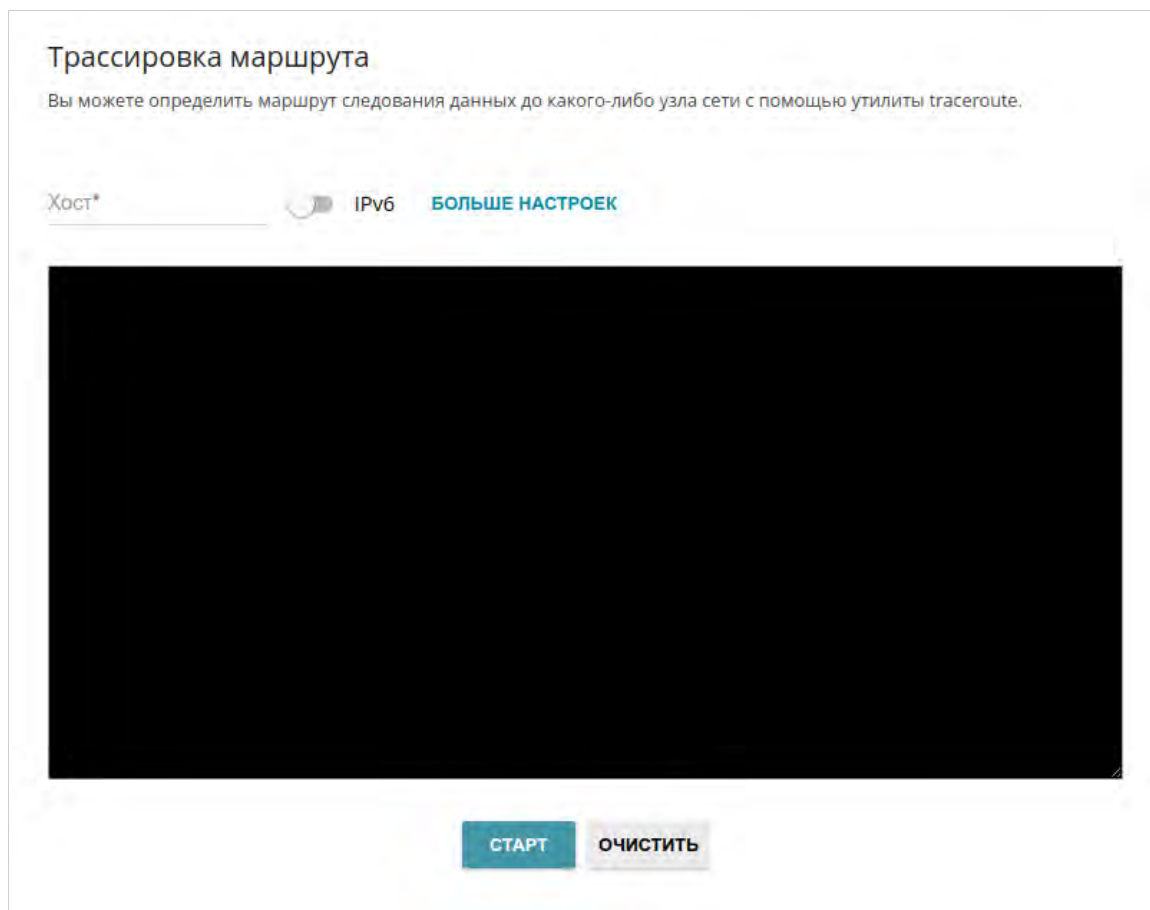 Трассировка маршрута
Вы можете определить маршрут следования данных до какого-либо узла сети с помощью утилиты traceroute.
Хост* IPv6 БОЛЬШЕ НАСТРОЕК
СТАРТ ОЧИСТИТЬ